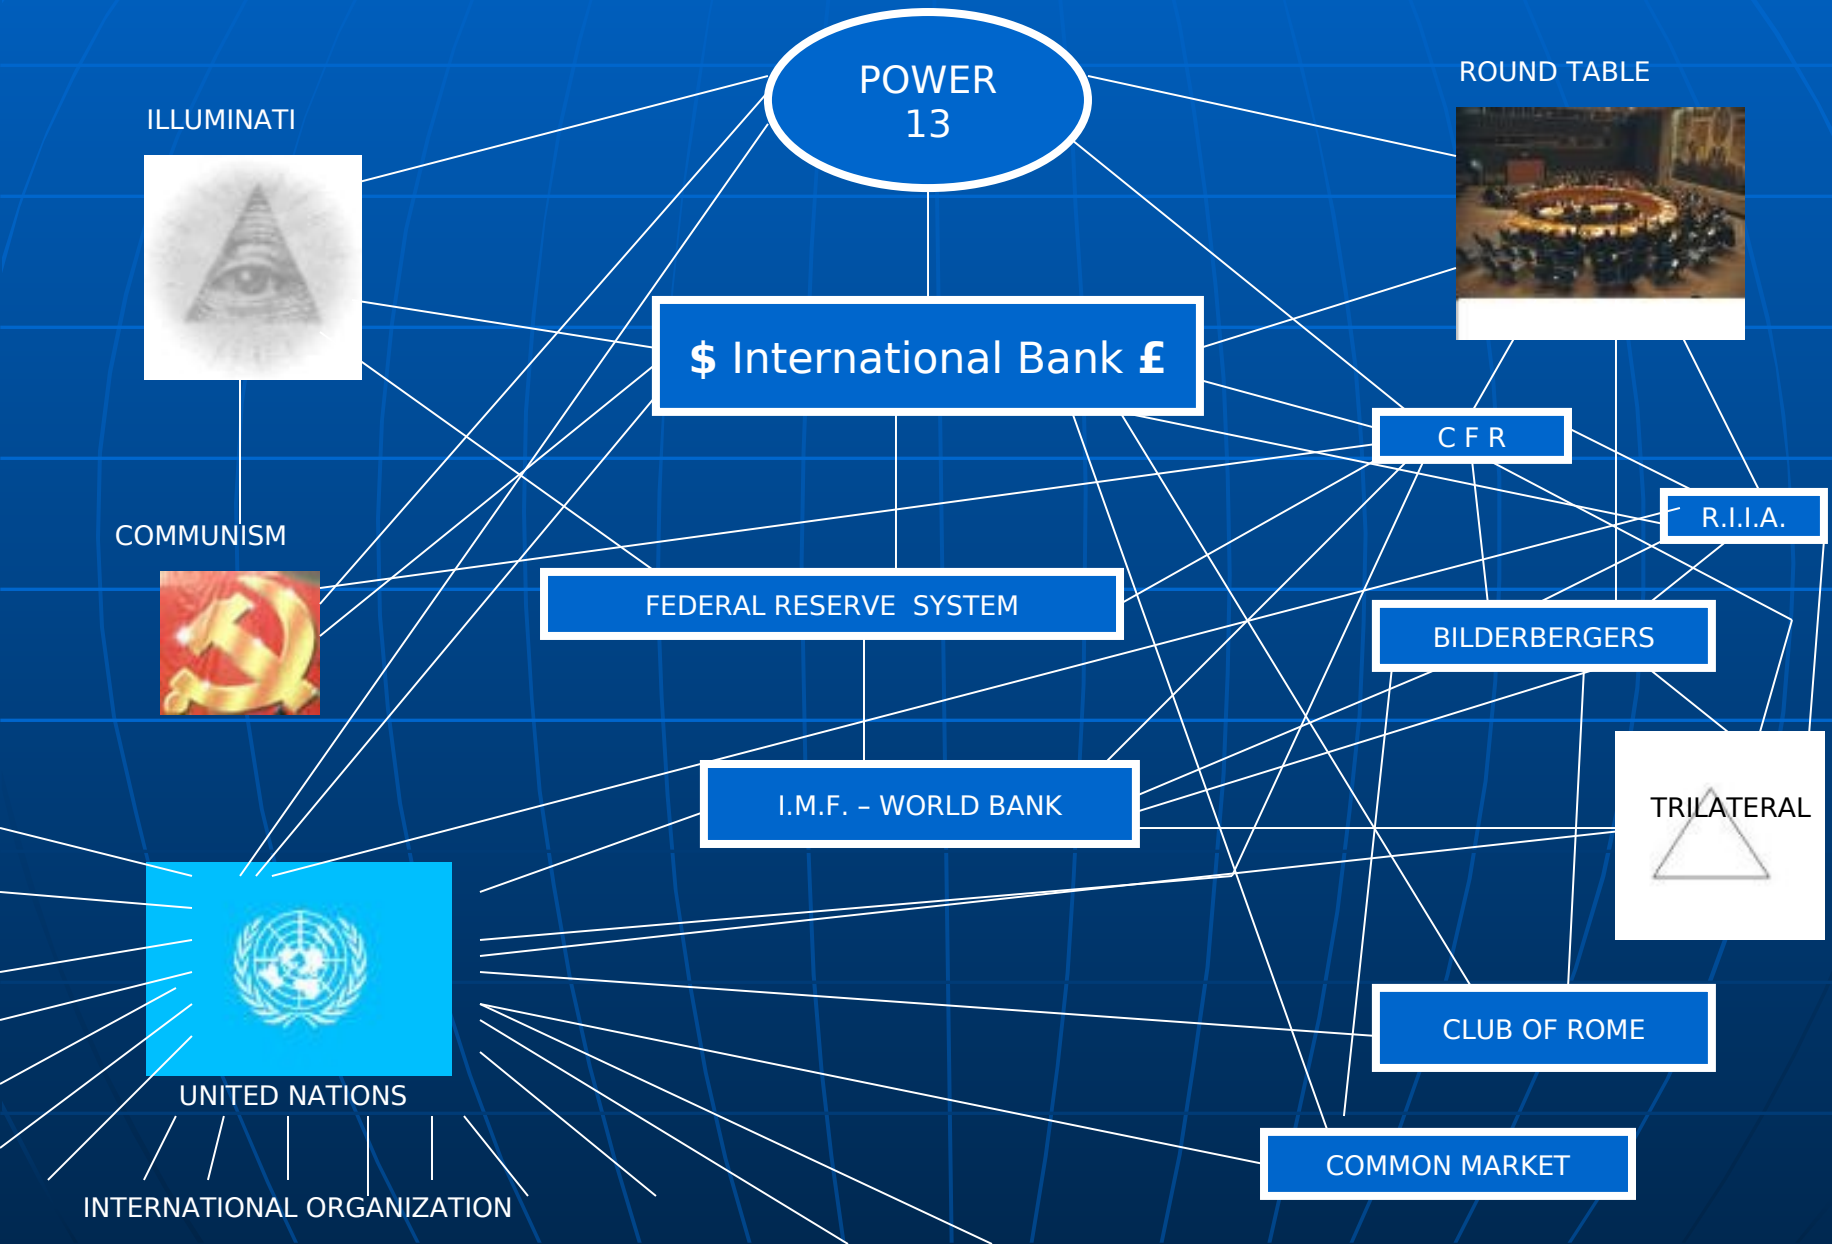 POWER
13
ROUND TABLE
ILLUMINATI
$ International Bank £
C F R
R.I.I.A.
COMMUNISM
FEDERAL RESERVE  SYSTEM
BILDERBERGERS
I.M.F. – WORLD BANK
TRILATERAL
CLUB OF ROME
UNITED NATIONS
COMMON MARKET
INTERNATIONAL ORGANIZATION